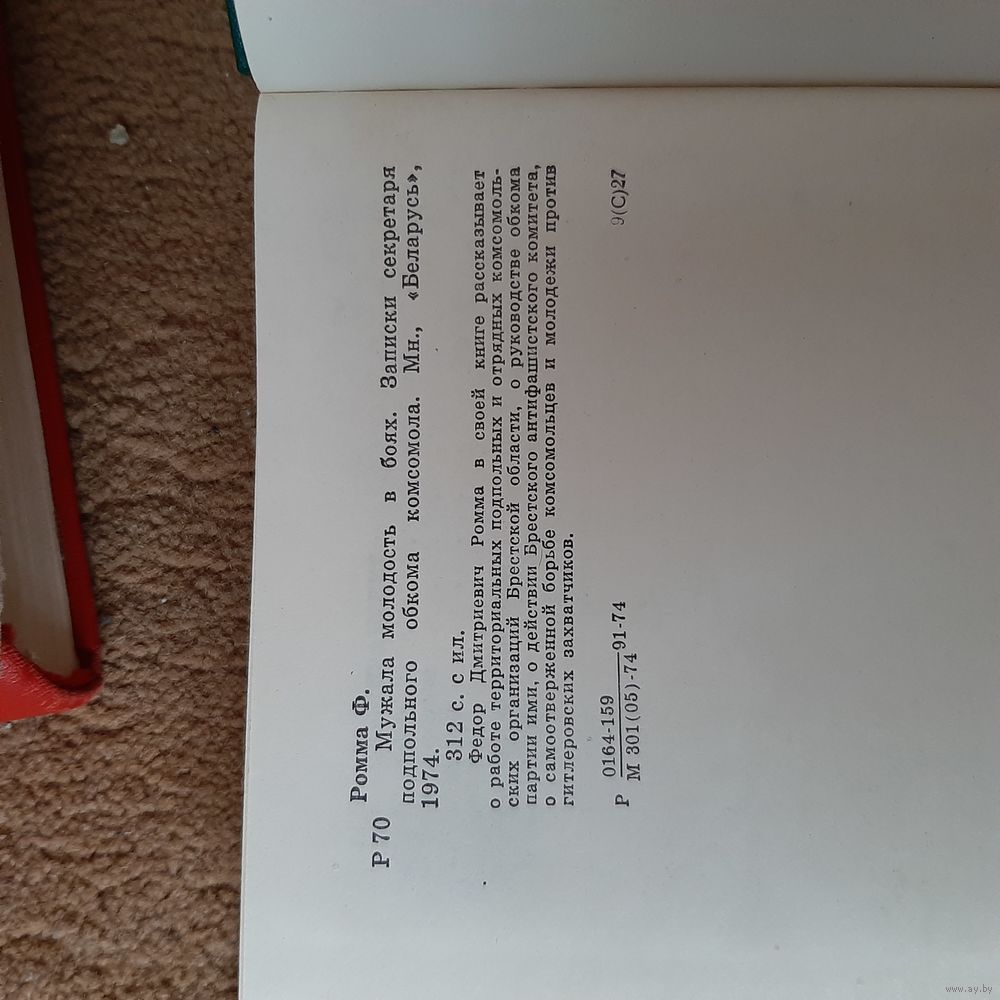 Ромма Ф.
Р 70 Мужала молодость в боях. Записки секретаря
подпольного обкома комсомола. Мн., «Беларусь»,
1974.
312 с. с ил.
Федор Дмитриевич Ромма в своей книге рассказывает
о работе территориальных подпольных и отрядных комсомоль-
ских организаций Брестской области, о руководстве обкома
партии ими, о действии Брестского антифашистского комитета,
о самоотверженной борьбе комсомольцев и молодежи против
гитлеровских захватчиков.
Р 0164-159 91-74 9(С)27
М 301(05)-74
www.ay.by